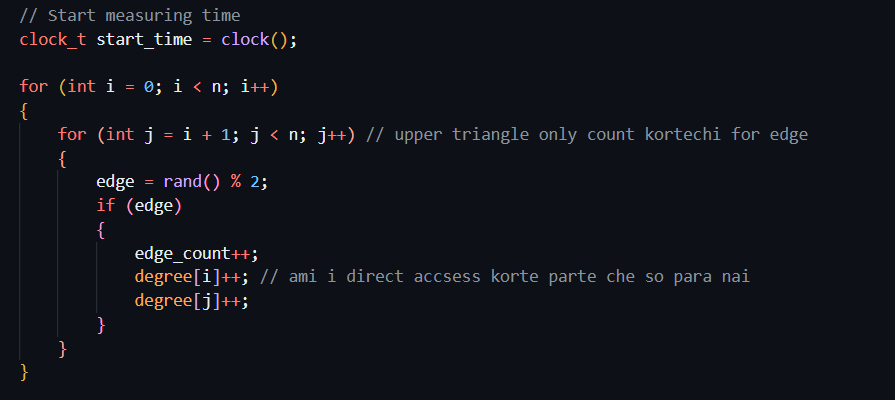 // Start measuring time
clock_t start_time = clock();
for (int i = 0; i < n; i++)
{
for (int j = i + 1; j < n; j++) // upper triangle only count kortechi for edge
{
edge = rand() % 2;
if (edge)
{
edge_count++;
degree[i]++; // ami i direct accsess korte parte che so para nai
degree[j]++;
}
}
}